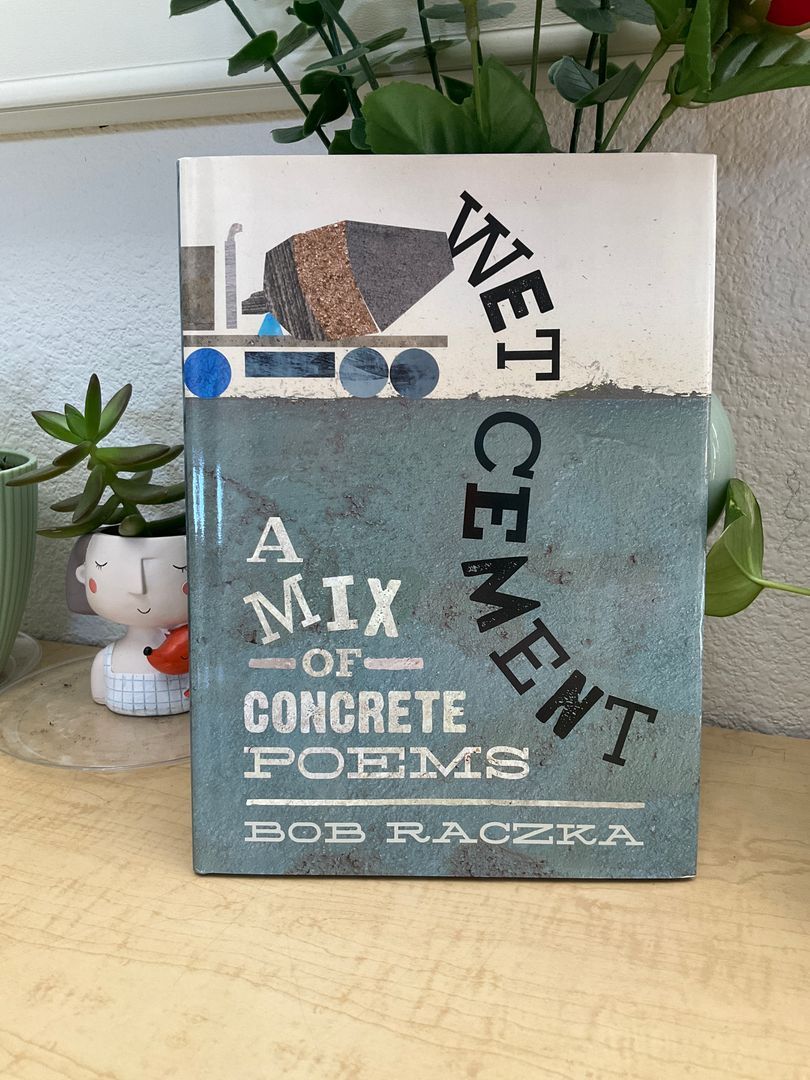 WET
CEMENT
A
MIX
OF
CONCRETE
POEMS
BOB RACZKA